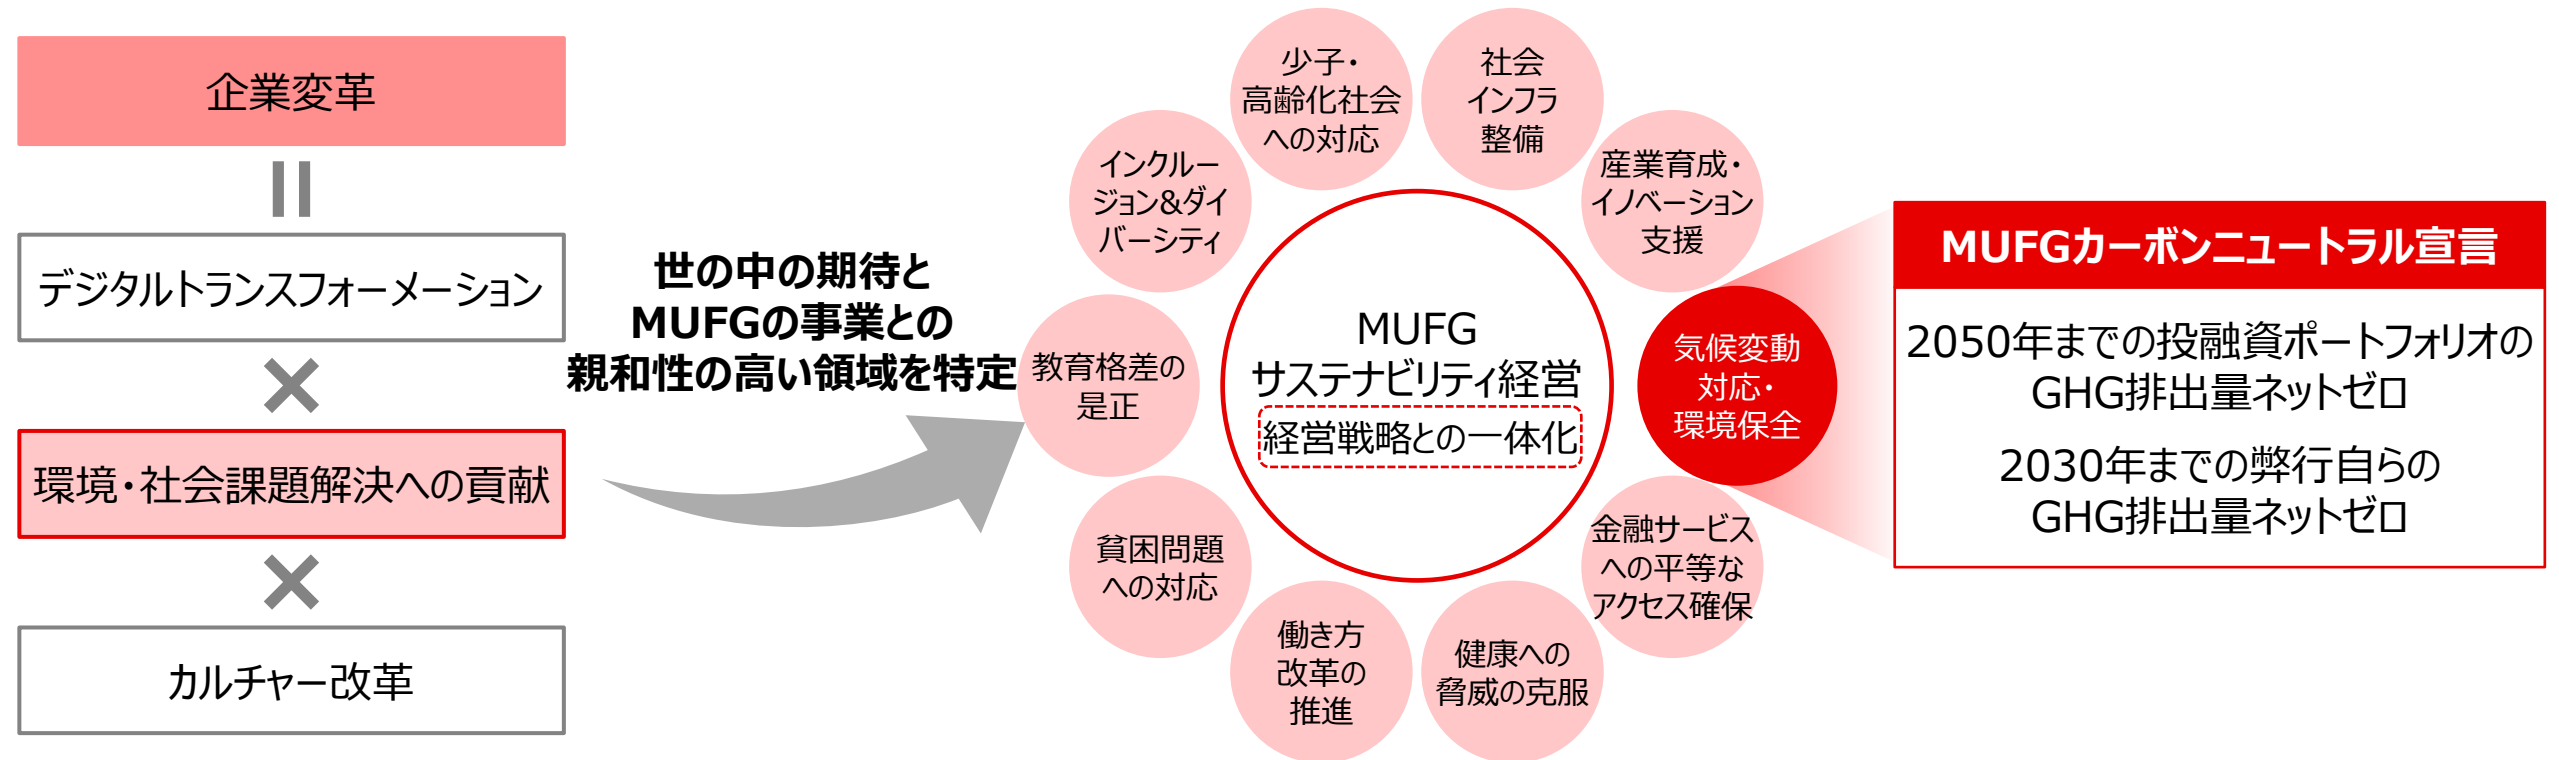 企業変革
デジタルトランスフォーメーション
環境・社会課題解決への貢献
カルチャー改革
世の中の期待と
MUFGの事業との
親和性の高い領域を特定
少子・
高齢化社会
への対応
社会
インフラ
整備
インクルー
ジョン&ダイ
バーシティ
産業育成・
イノベーション
支援
教育格差の
是正
MUFG
サステナビリティ経営
経営戦略との一体化
気候変動
対応・
環境保全
貧困問題
への対応
金融サービス
への平等な
アクセス確保
働き方
改革の
推進
健康への
脅威の克服
MUFGカーボンニュートラル宣言
2050年までの投融資ポートフォリオの
GHG排出量ネットゼロ
2030年までの弊行自らの
GHG排出量ネットゼロ